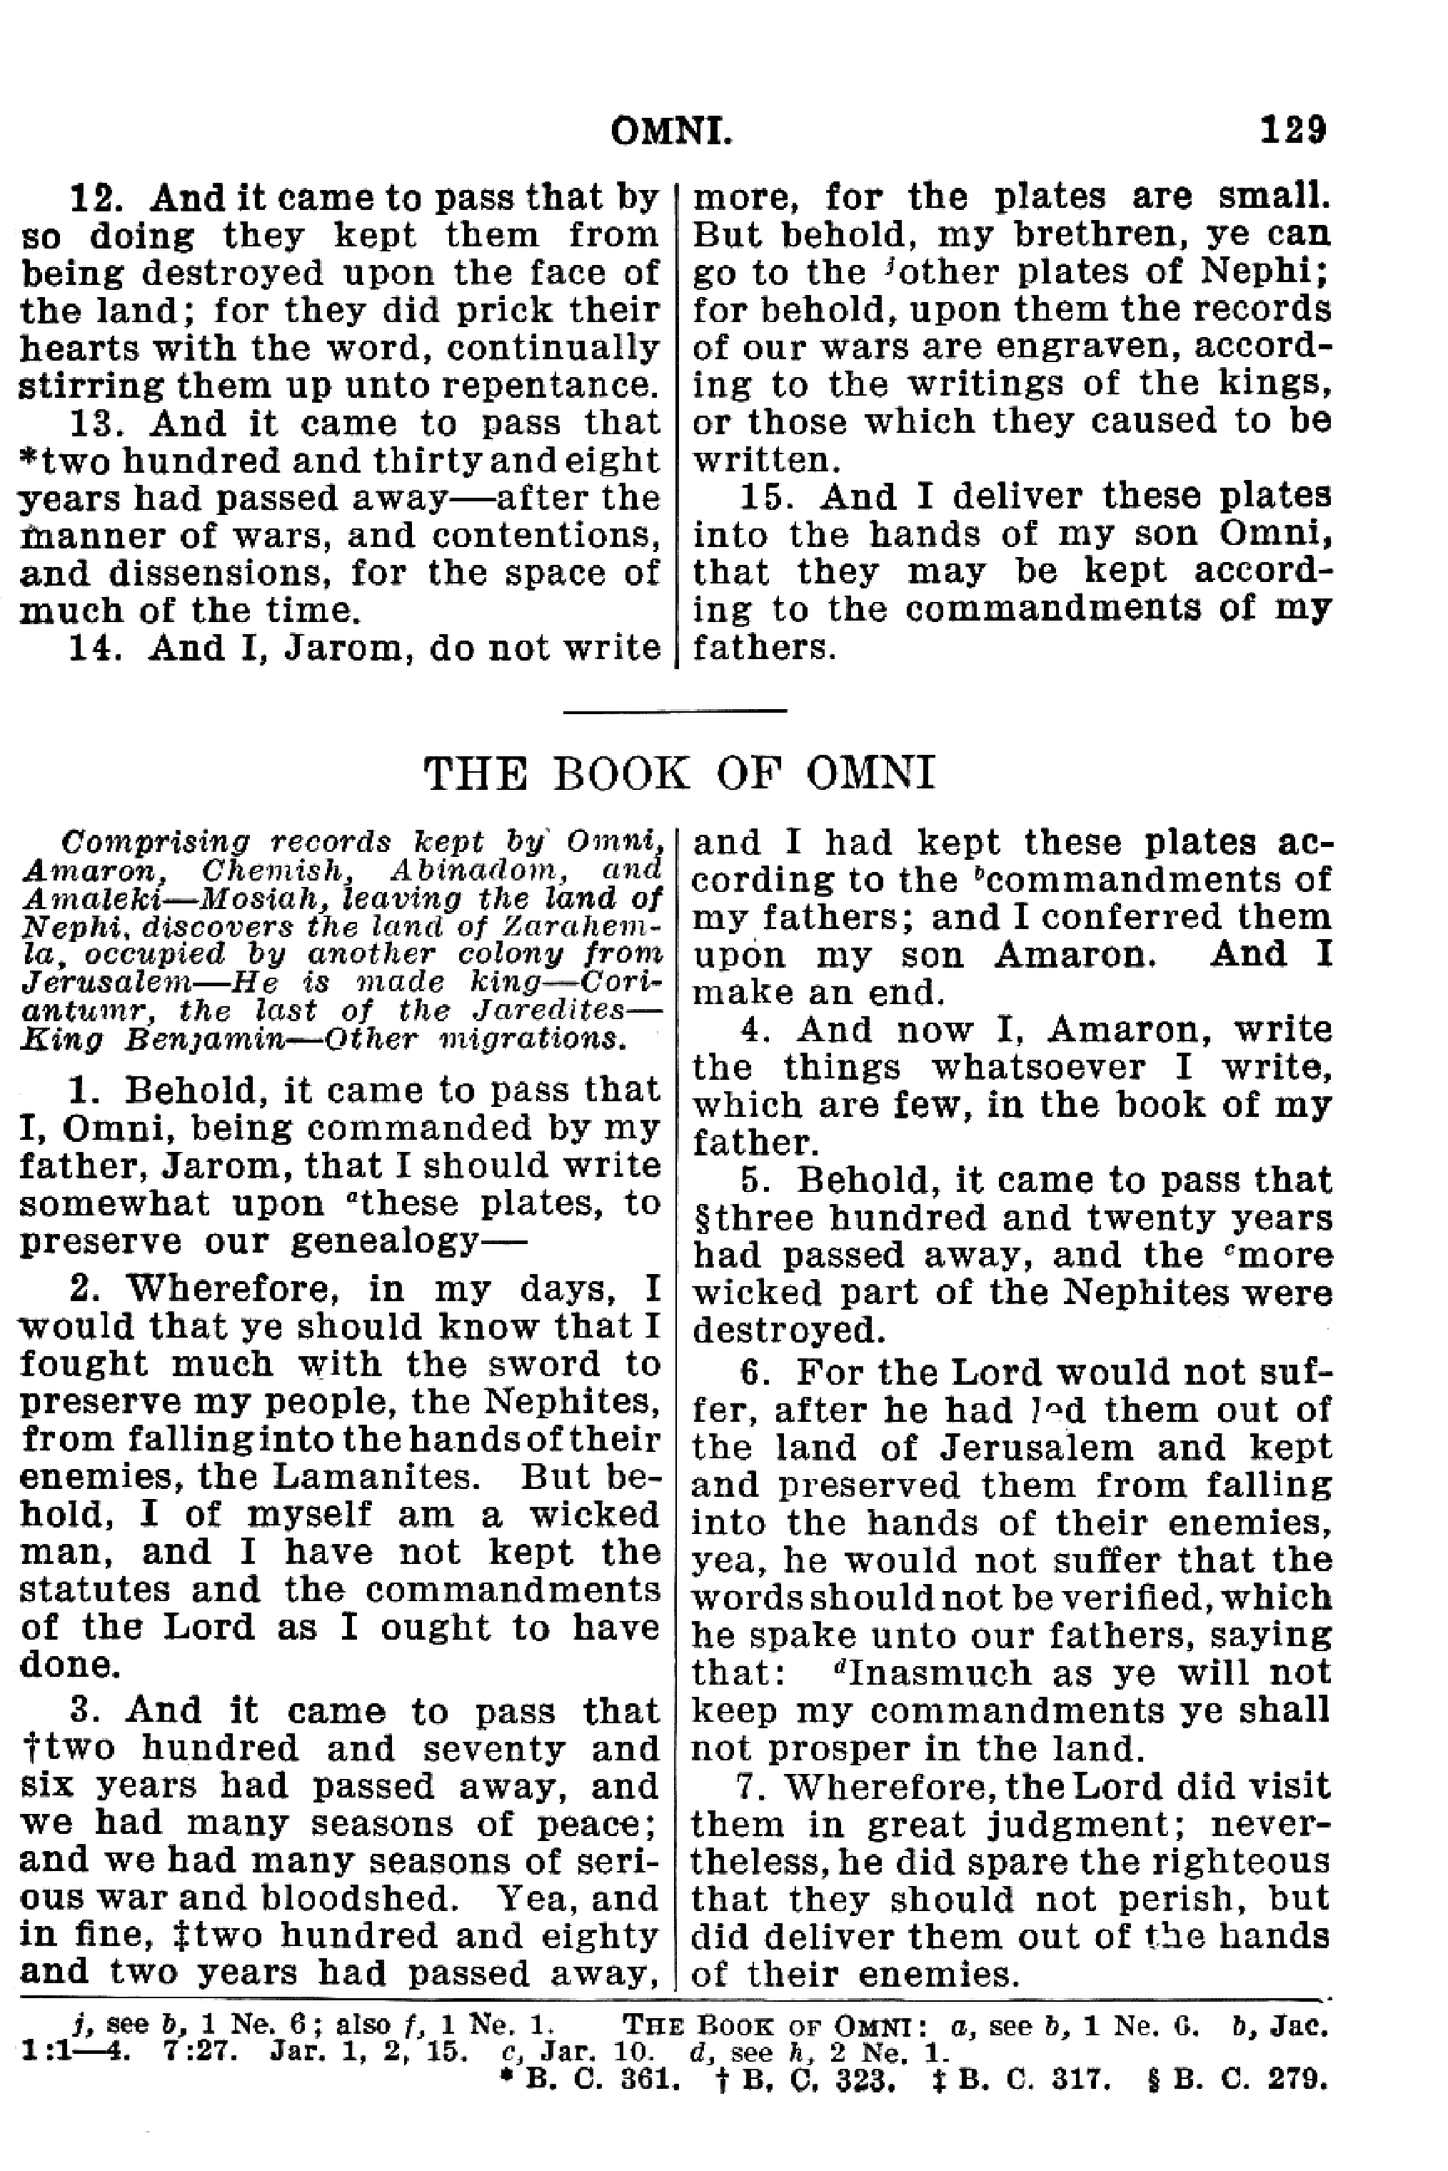 OMNI. 129
12. And it came to pass that by
so doing they kept them from
being destroyed upon the face of
the land; for they did prick their
hearts with the word, continually
stirring them up unto repentance.
13. And it came to pass that
*two hundred and thirty and eight
years had passed away—after the
manner of wars, and contentions,
and dissensions, for the space of
much of the time.
14. And I, Jarom, do not write
more, for the plates are small.
But behold, my brethren, ye can
go to the ʲother plates of Nephi;
for behold, upon them the records
of our wars are engraven, accord-
ing to the writings of the kings,
or those which they caused to be
written.
15. And I deliver these plates
into the hands of my son Omni,
that they may be kept accord-
ing to the commandments of my
fathers.
THE BOOK OF OMNI
Comprising records kept by Omni,
Amaron, Chemish, Abinadom, and
Amaleki—Mosiah, leaving the land of
Nephi, discovers the land of Zarahem-
la, occupied by another colony from
Jerusalem—He is made king—Cori-
antumr, the last of the Jaredites—
King Benjamin—Other migrations.
1. Behold, it came to pass that
I, Omni, being commanded by my
father, Jarom, that I should write
somewhat upon ᵃthese plates, to
preserve our genealogy—
2. Wherefore, in my days, I
would that ye should know that I
fought much with the sword to
preserve my people, the Nephites,
from falling into the hands of their
enemies, the Lamanites. But be-
hold, I of myself am a wicked
man, and I have not kept the
statutes and the commandments
of the Lord as I ought to have
done.
3. And it came to pass that
†two hundred and seventy and
six years had passed away, and
we had many seasons of peace;
and we had many seasons of seri-
ous war and bloodshed. Yea, and
in fine, ‡two hundred and eighty
and two years had passed away,
and I had kept these plates ac-
cording to the ᵇcommandments of
my fathers; and I conferred them
upon my son Amaron. And I
make an end.
4. And now I, Amaron, write
the things whatsoever I write,
which are few, in the book of my
father.
5. Behold, it came to pass that
§three hundred and twenty years
had passed away, and the ᶜmore
wicked part of the Nephites were
destroyed.
6. For the Lord would not suf-
fer, after he had led them out of
the land of Jerusalem and kept
and preserved them from falling
into the hands of their enemies,
yea, he would not suffer that the
words should not be verified, which
he spake unto our fathers, saying
that: ᵈInasmuch as ye will not
keep my commandments ye shall
not prosper in the land.
7. Wherefore, the Lord did visit
them in great judgment; never-
theless, he did spare the righteous
that they should not perish, but
did deliver them out of the hands
of their enemies.
j, see b, 1 Ne. 6; also f, 1 Ne. 1. THE BOOK OF OMNI: a, see b, 1 Ne. 6. b, Jac.
1:1—4. 7:27. Jar. 1, 2, 15. c, Jar. 10. d, see h, 2 Ne. 1.
* B. C. 361. † B. C. 323. ‡ B. C. 317. § B. C. 279.